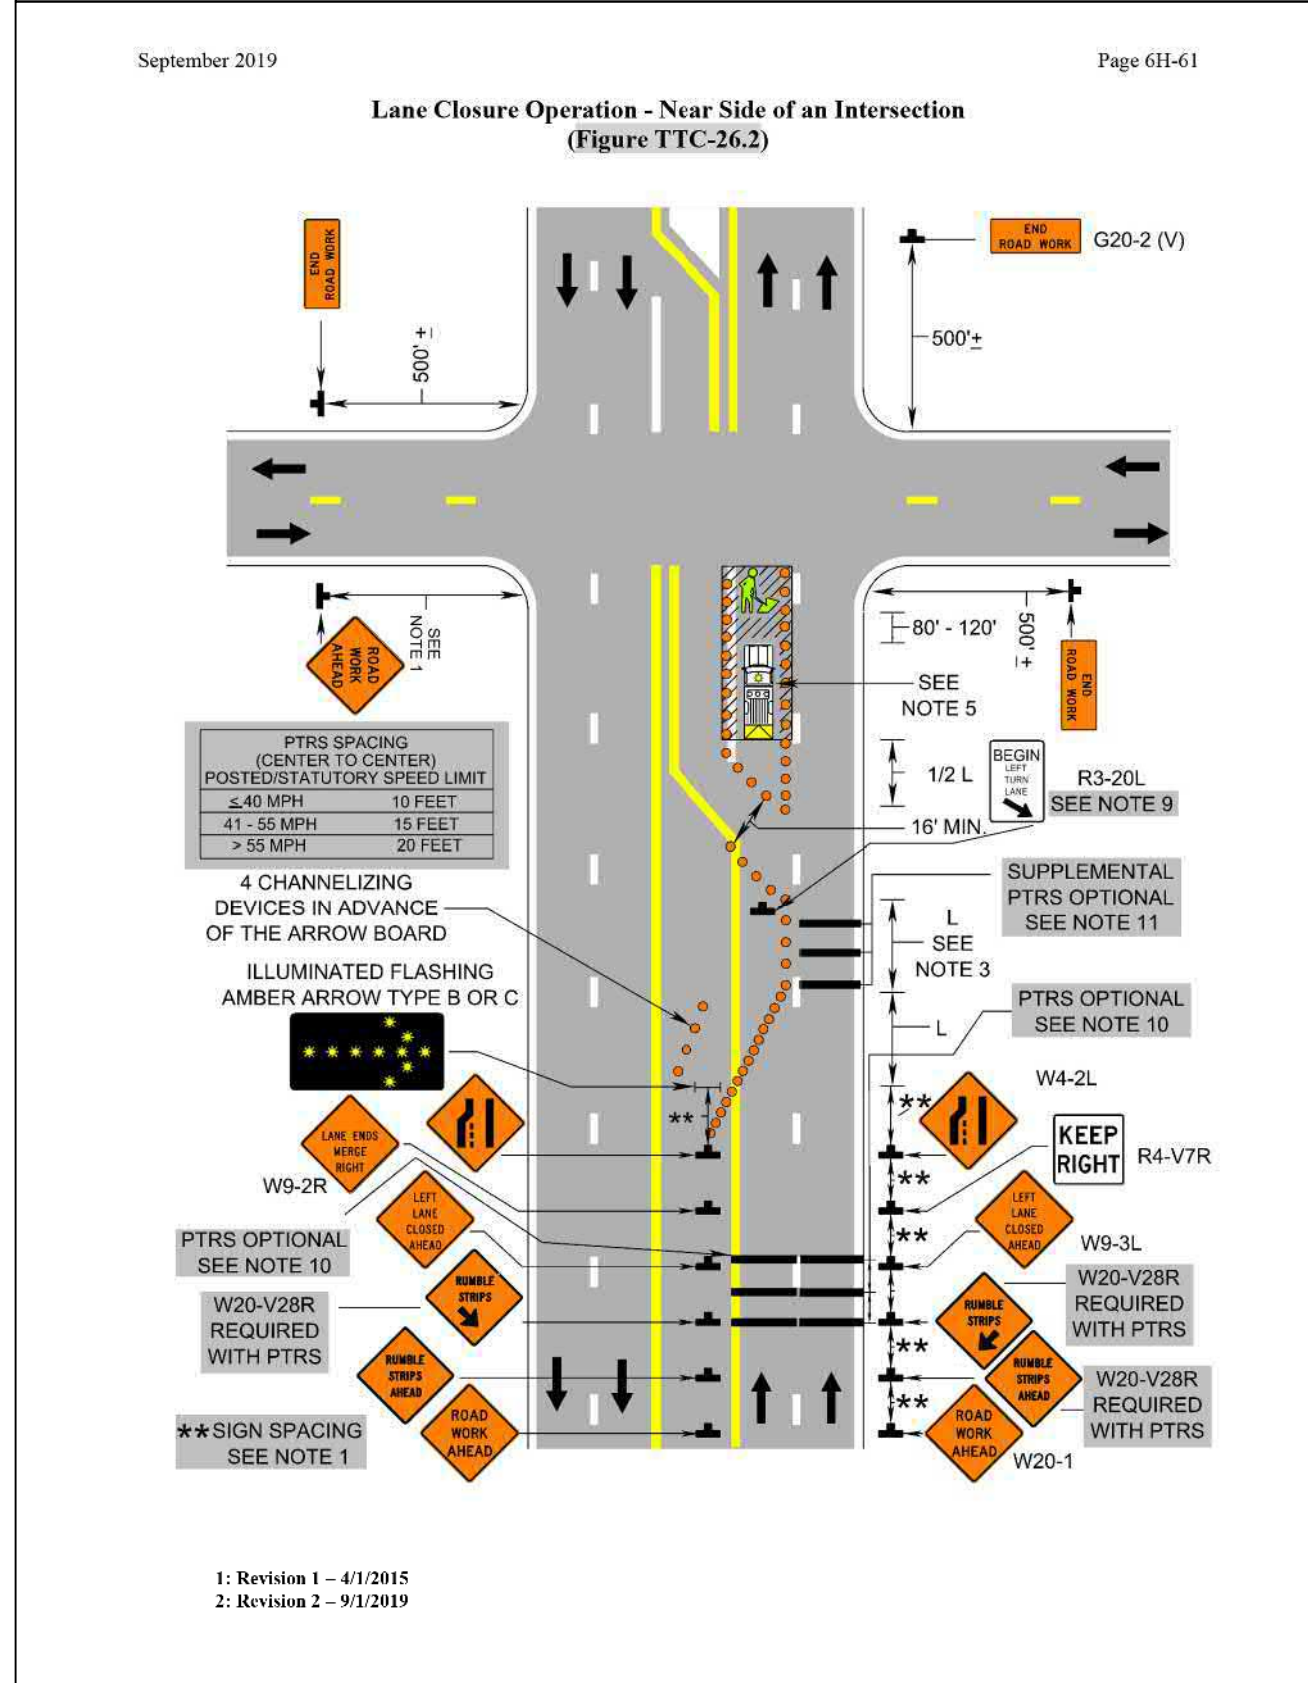 September 2019
Page 6H-61
Lane Closure Operation - Near Side of an Intersection
(Figure TTC-26.2)
END
ROAD WORK
500' ±
END
ROAD WORK
G20-2 (V)
500'±
SEE
NOTE 1
ROAD
WORK
AHEAD
80' - 120'
500' ±
END
ROAD WORK
SEE
NOTE 5
PTRS SPACING
(CENTER TO CENTER)
POSTED/STATUTORY SPEED LIMIT
≤40 MPH 10 FEET
41 - 55 MPH 15 FEET
> 55 MPH 20 FEET
1/2 L
BEGIN
LEFT
TURN
LANE
R3-20L
SEE NOTE 9
16' MIN.
4 CHANNELIZING
DEVICES IN ADVANCE
OF THE ARROW BOARD
SUPPLEMENTAL
PTRS OPTIONAL
SEE NOTE 11
L
SEE
NOTE 3
ILLUMINATED FLASHING
AMBER ARROW TYPE B OR C
PTRS OPTIONAL
SEE NOTE 10
L
W4-2L
**
**
LANE ENDS
MERGE
RIGHT
W9-2R
KEEP
RIGHT
R4-V7R
**
LEFT
LANE
CLOSED
AHEAD
LEFT
LANE
CLOSED
AHEAD
W9-3L
**
PTRS OPTIONAL
SEE NOTE 10
RUMBLE
STRIPS
W20-V28R
REQUIRED
WITH PTRS
RUMBLE
STRIPS
W20-V28R
REQUIRED
WITH PTRS
**
RUMBLE
STRIPS
AHEAD
RUMBLE
STRIPS
AHEAD
W20-V28R
REQUIRED
WITH PTRS
**
**SIGN SPACING
SEE NOTE 1
ROAD
WORK
AHEAD
ROAD
WORK
AHEAD
W20-1
1: Revision 1 – 4/1/2015
2: Revision 2 – 9/1/2019